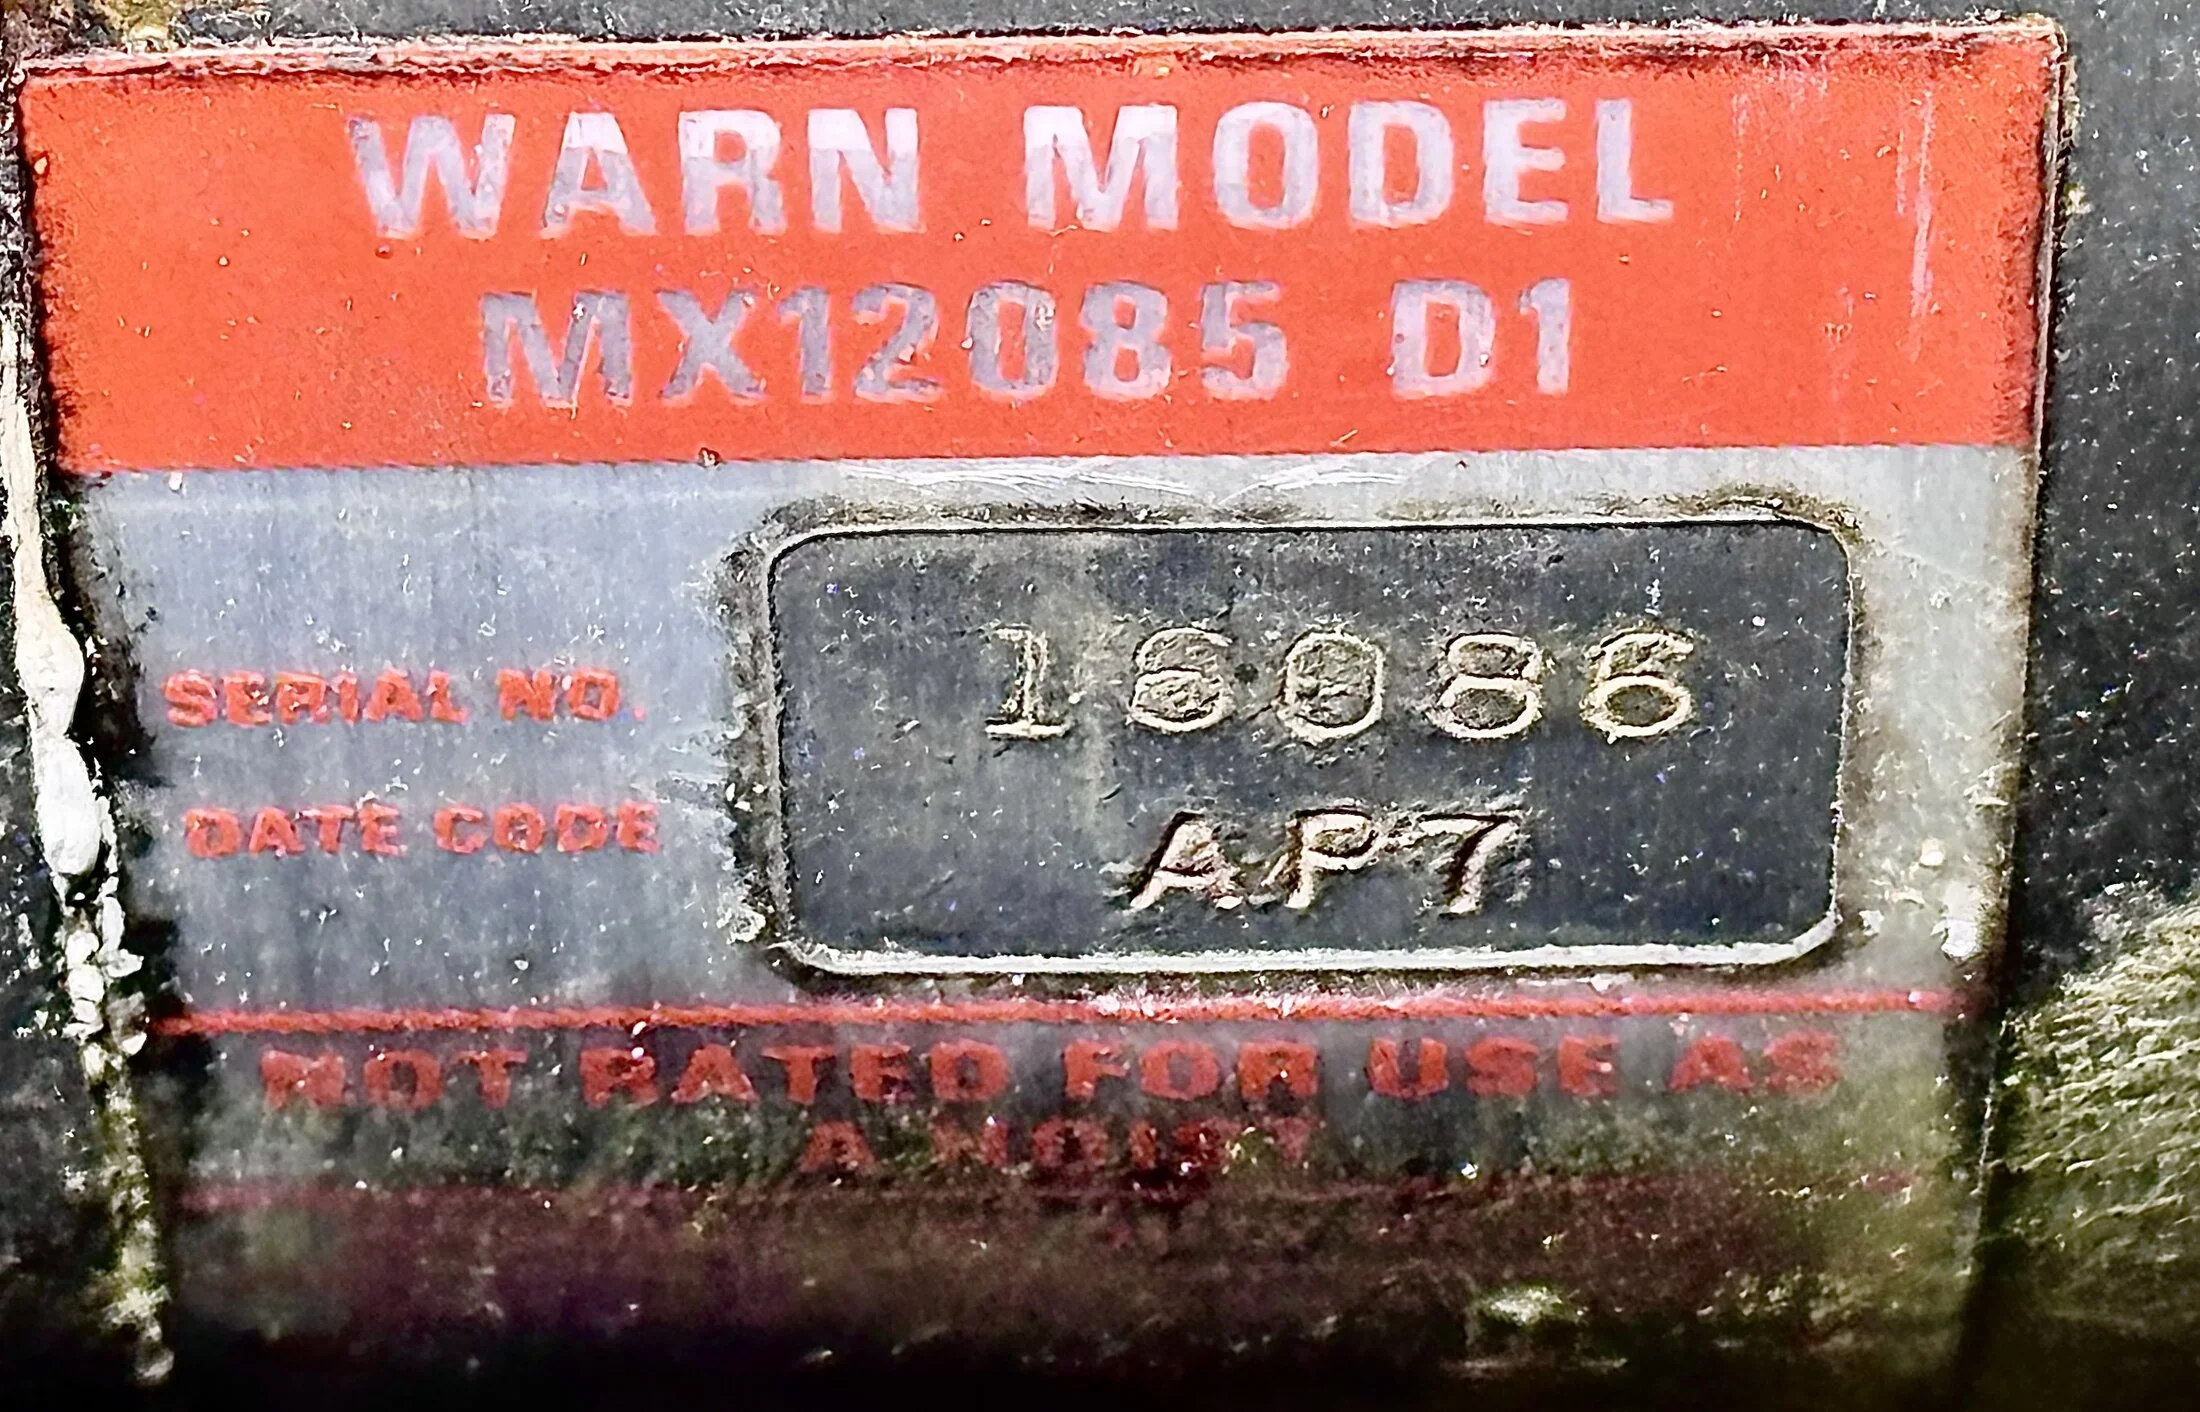 WARN MODEL
MX12085 D1
SERIAL NO. 16086
DATE CODE AP7
NOT RATED FOR USE AS
A HOIST